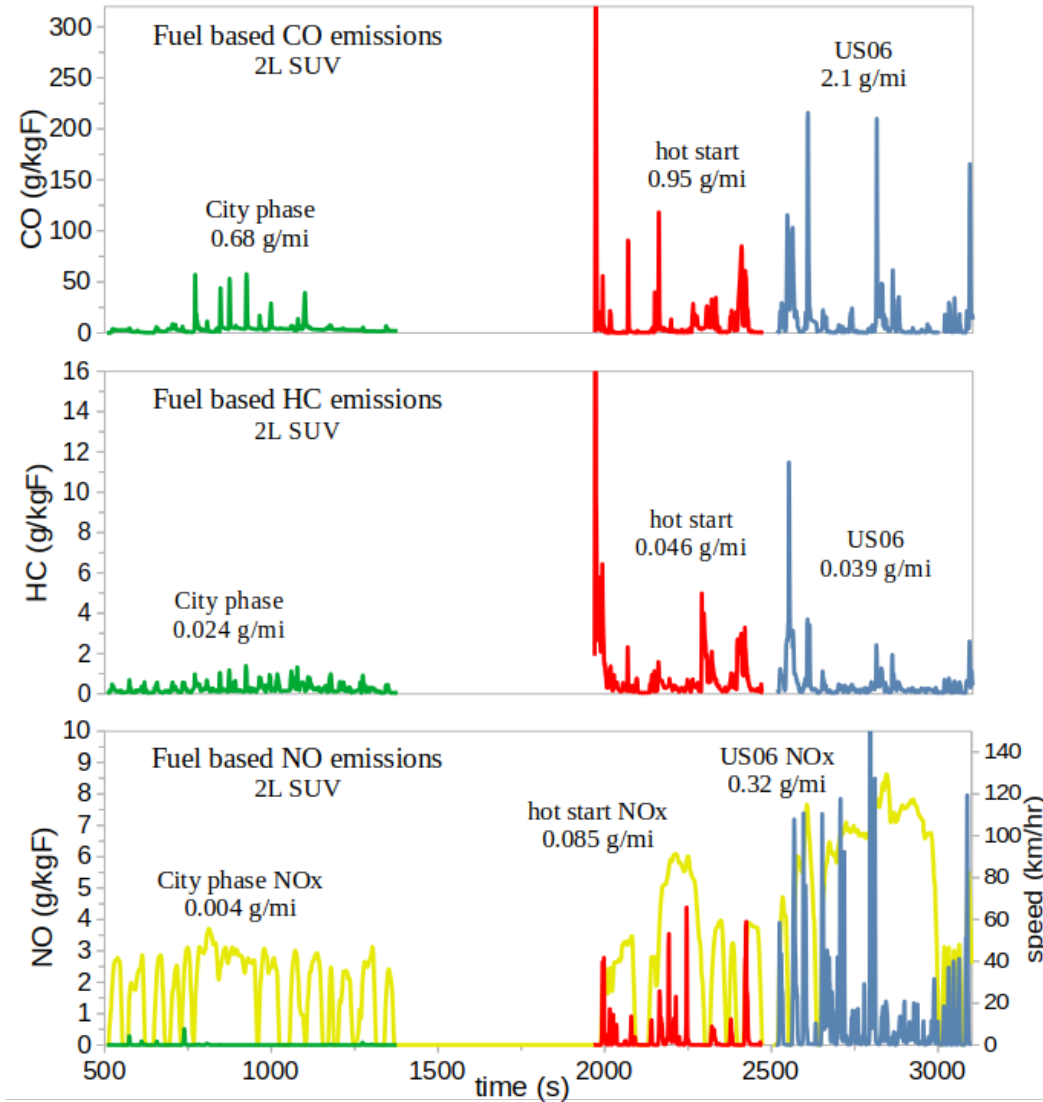 Fuel based CO emissions
2L SUV
US06
2.1 g/mi
hot start
0.95 g/mi
City phase
0.68 g/mi
CO (g/kgF)
300
250
200
150
100
50
0
Fuel based HC emissions
2L SUV
hot start
0.046 g/mi
US06
0.039 g/mi
City phase
0.024 g/mi
HC (g/kgF)
16
14
12
10
8
6
4
2
0
Fuel based NO emissions
2L SUV
US06 NOx
0.32 g/mi
hot start NOx
0.085 g/mi
City phase NOx
0.004 g/mi
NO (g/kgF)
10
9
8
7
6
5
4
3
2
1
0
140
120
100
80
60
40
20
0
speed (km/hr)
500
1000
1500
2000
2500
3000
time (s)